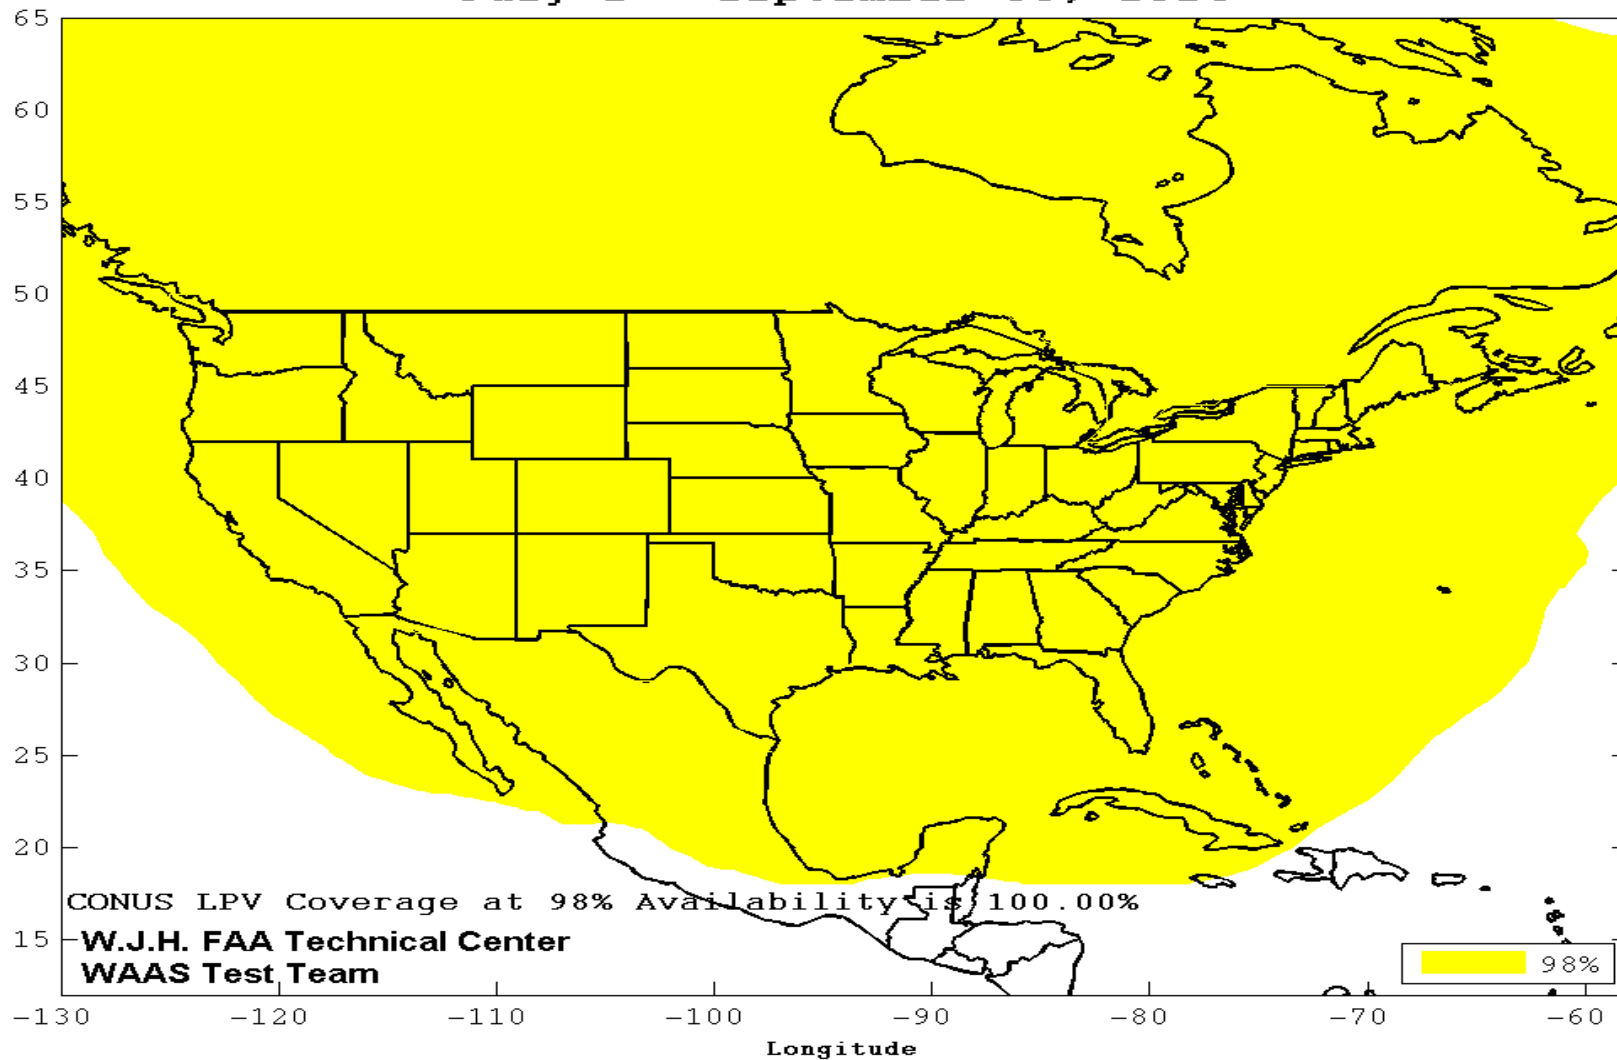 65
60
55
50
45
40
35
30
25
20
15
CONUS LPV Coverage at 98% Availability is 100.00%
W.J.H. FAA Technical Center
WAAS Test Team
98%
-130 -120 -110 -100 -90 -80 -70 -60
Longitude